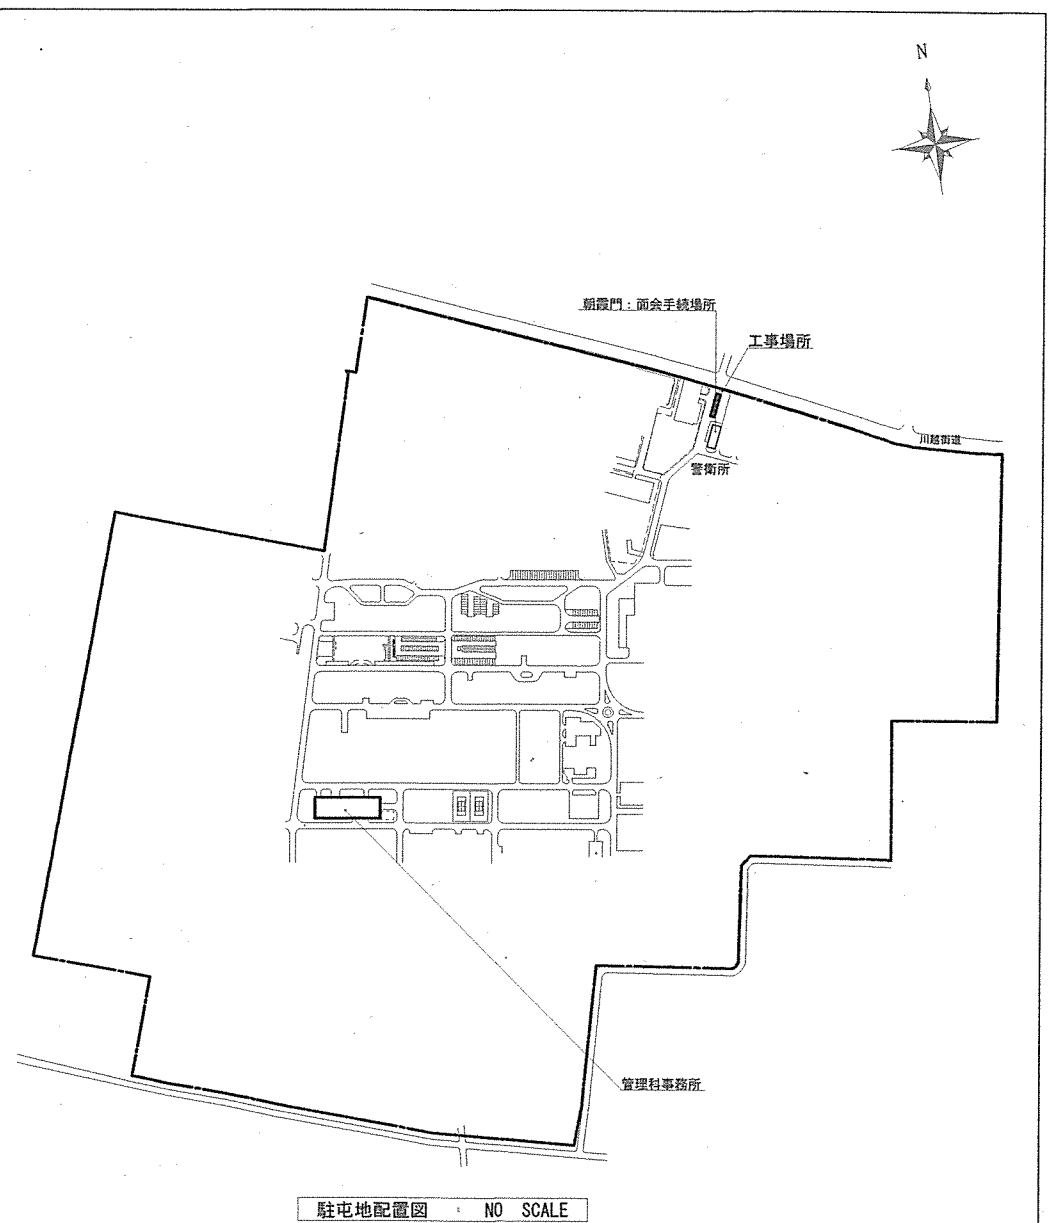 N
朝霞門：面会手続場所
工事場所
川越街道
警衛所
管理科事務所
駐屯地配置図 : NO SCALE